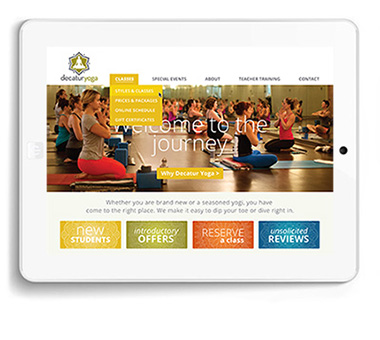 decaturyoga
CLASSES
SPECIAL EVENTS
ABOUT
TEACHER TRAINING
CONTACT
STYLES & CLASSES
PRICES & PACKAGES
ONLINE SCHEDULE
GIFT CERTIFICATES
Welcome to the
journey
Why Decatur Yoga >
Whether you are brand new or a seasoned yogi, you have
come to the right place. We make it easy to dip your toe or dive right in.
new
STUDENTS
introductory
OFFERS
RESERVE
a class
unsolicited
REVIEWS